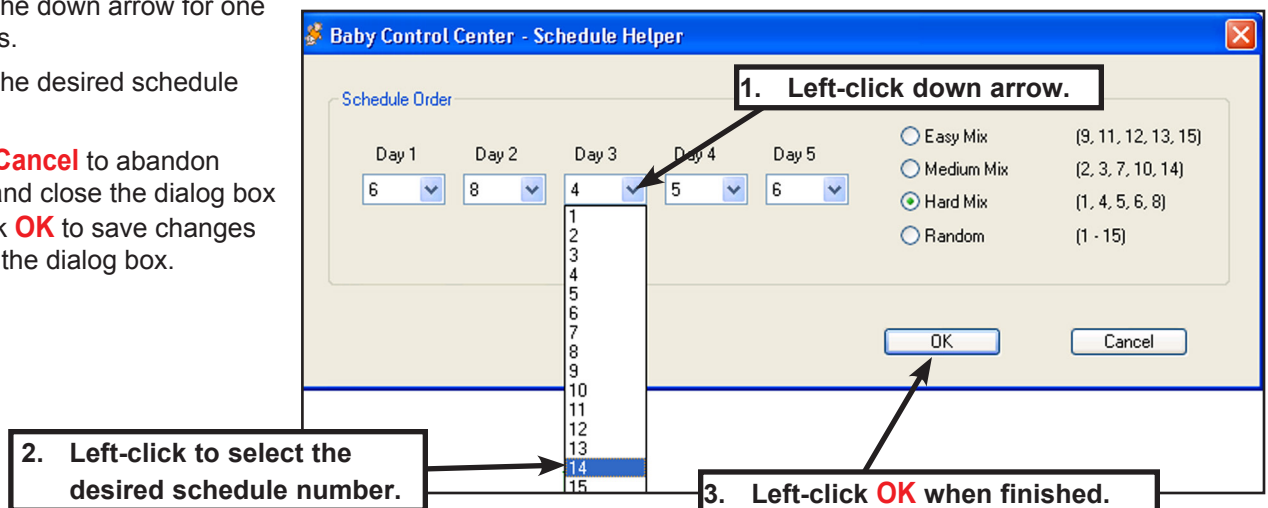 he down arrow for one
s.
he desired schedule
Cancel to abandon
and close the dialog box
k OK to save changes
the dialog box.
Baby Control Center - Schedule Helper
1. Left-click down arrow.
Schedule Order
Day 1 Day 2 Day 3 Day 4 Day 5
6 8 4 5 6
Easy Mix (9, 11, 12, 13, 15)
Medium Mix (2, 3, 7, 10, 14)
Hard Mix (1, 4, 5, 6, 8)
Random (1 - 15)
1
2
3
4
5
6
7
8
9
10
11
12
13
14
15
OK Cancel
2. Left-click to select the
desired schedule number.
3. Left-click OK when finished.